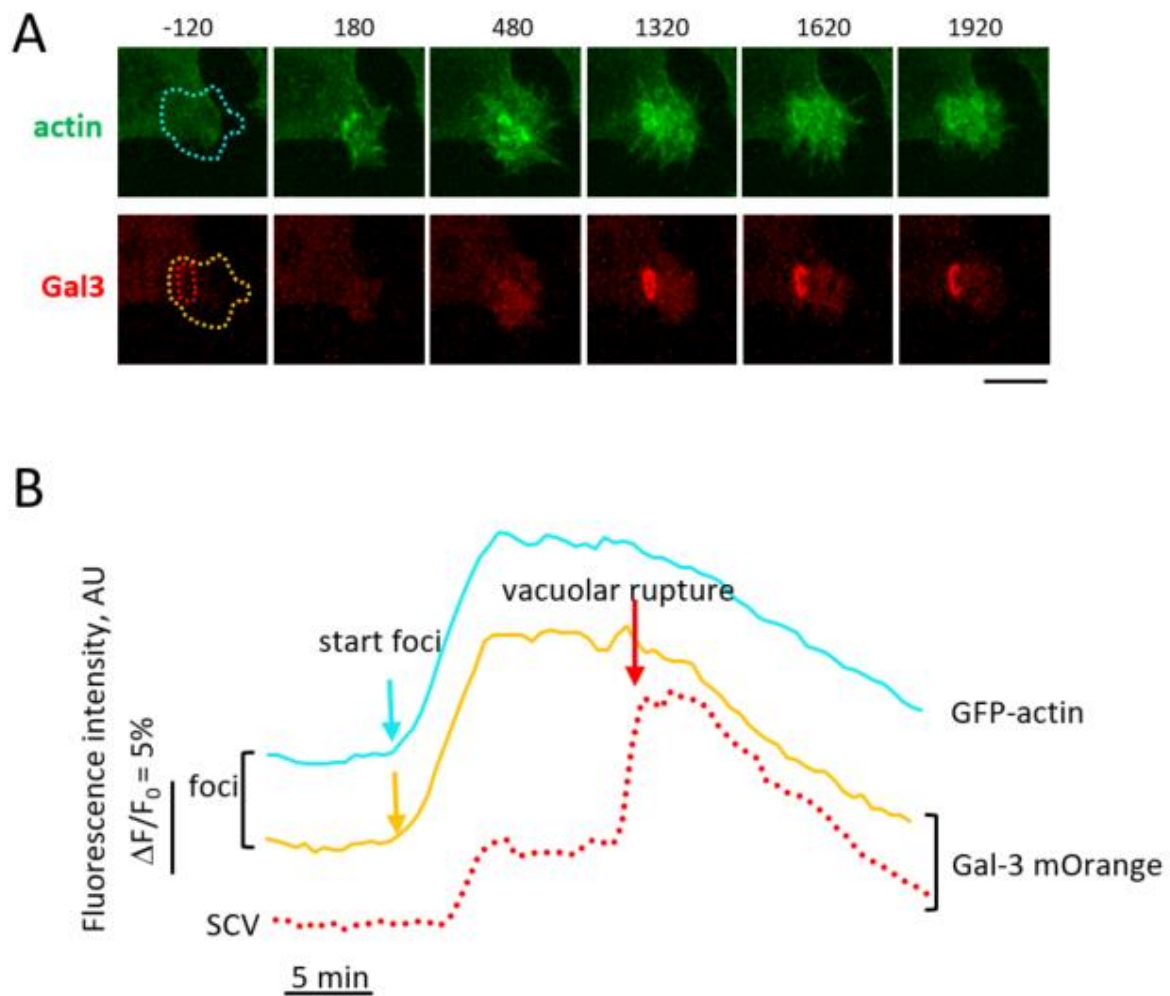 A
-120 180 480 1320 1620 1920
actin
Gal3
B
Fluorescence intensity, AU
ΔF/F₀ = 5%
vacuolar rupture
start foci
GFP-actin
foci
Gal-3 mOrange
SCV
5 min